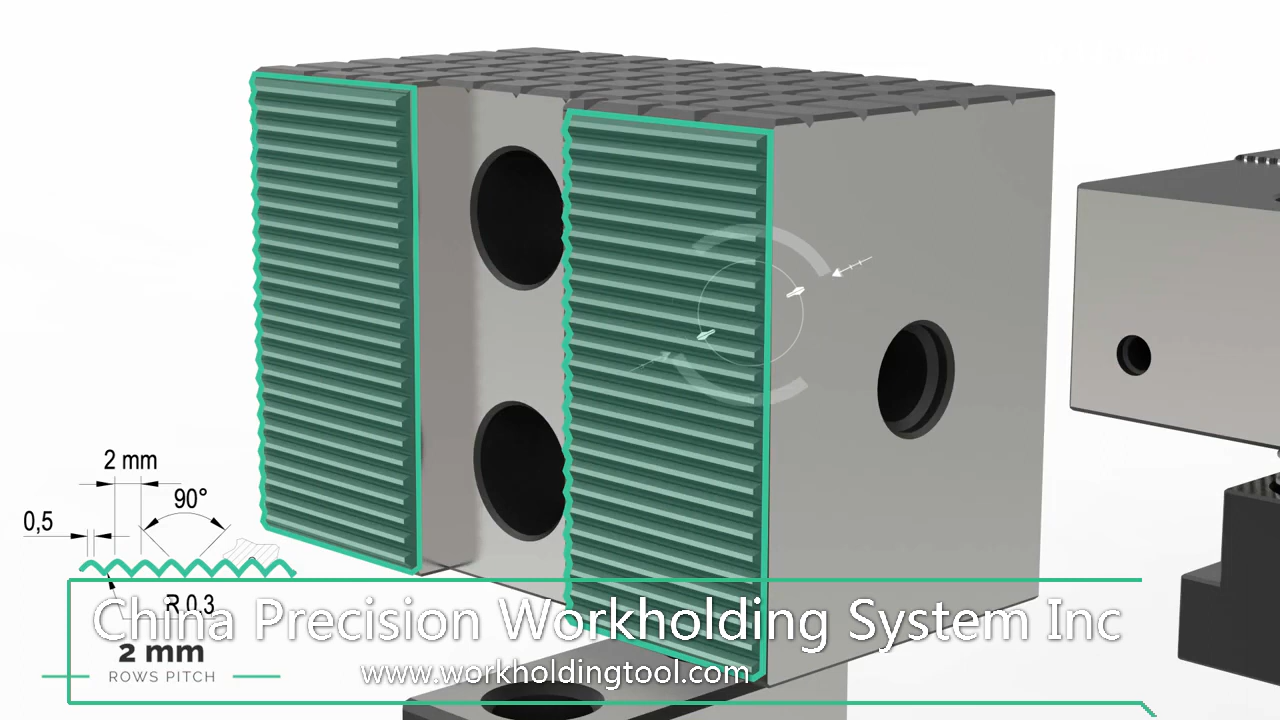 2 mm
90°
0,5
R 0,3
China Precision Workholding System Inc
2 mm
www.workholdingtool.com
ROWS PITCH